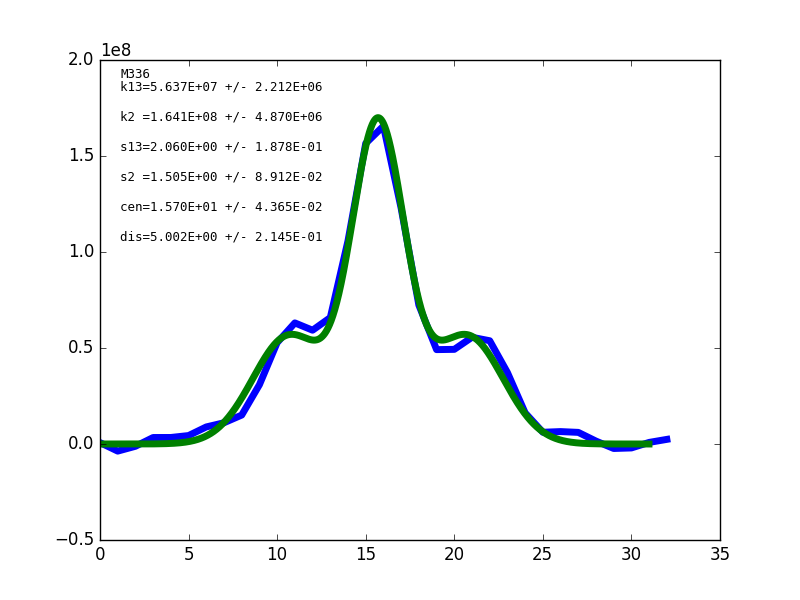 1e8
2.0
M336
k13=5.637E+07 +/- 2.212E+06
k2 =1.641E+08 +/- 4.870E+06
1.5
s13=2.060E+00 +/- 1.878E-01
s2 =1.505E+00 +/- 8.912E-02
cen=1.570E+01 +/- 4.365E-02
dis=5.002E+00 +/- 2.145E-01
1.0
0.5
0.0
−0.5
0 5 10 15 20 25 30 35